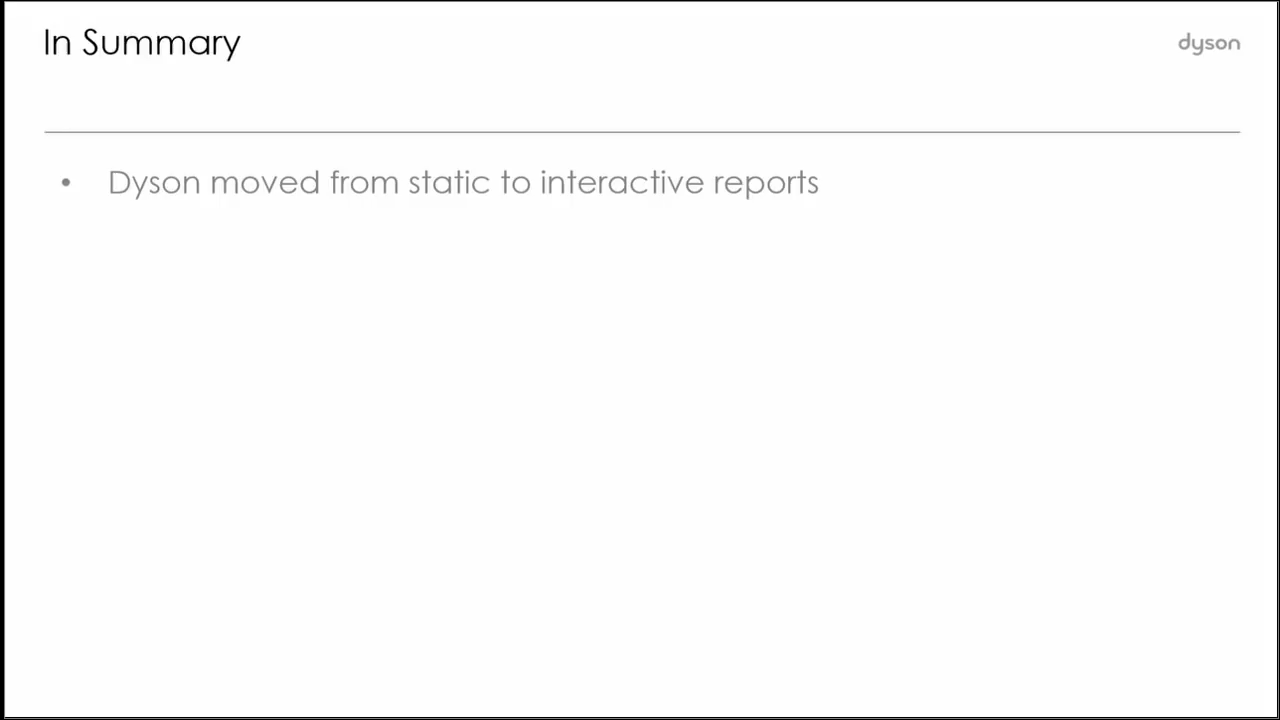 In Summary
dyson
• Dyson moved from static to interactive reports